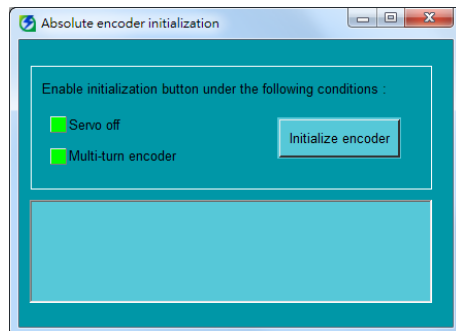 Absolute encoder initialization
Enable initialization button under the following conditions :
Servo off
Initialize encoder
Multi-turn encoder